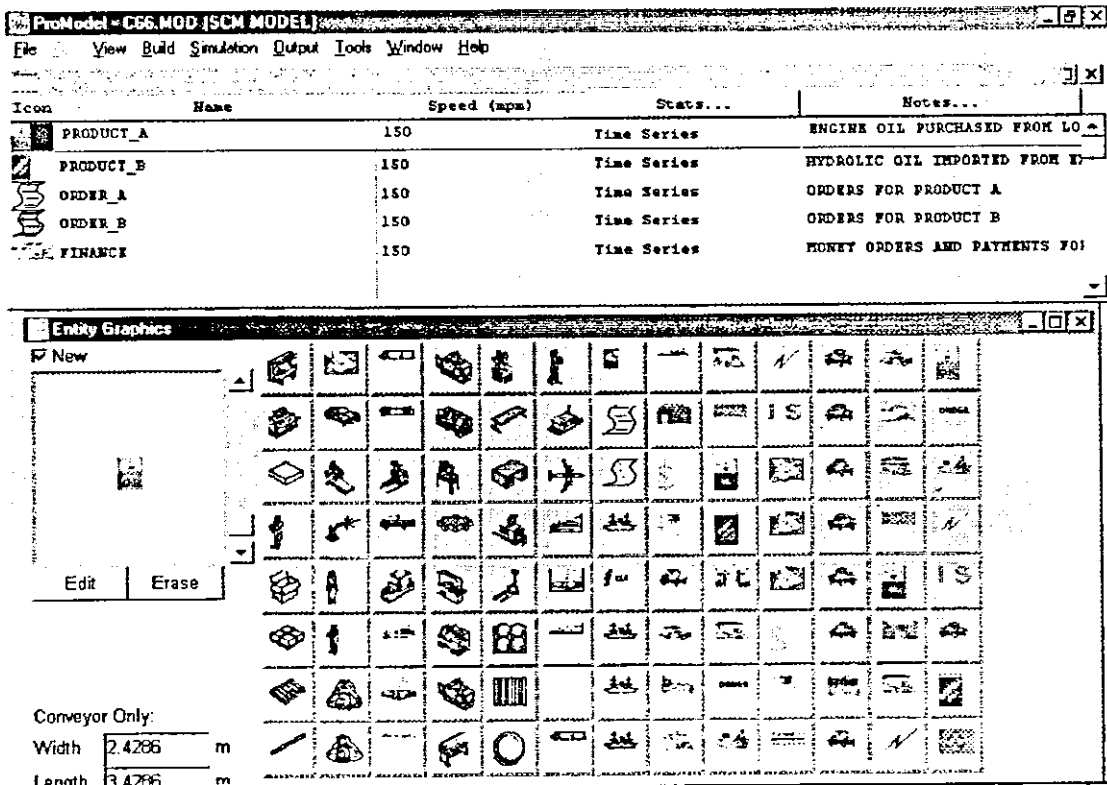 ProModel - C66.MOD (SCM MODEL)
File View Build Simulation Output Tools Window Help
Icon Name Speed (mpm) Stats... Notes...
PRODUCT_A 150 Time Series ENGINE OIL PURCHASED FROM LO
PRODUCT_B 150 Time Series HYDROLIC OIL IMPORTED FROM
ORDER_A 150 Time Series ORDERS FOR PRODUCT A
ORDER_B 150 Time Series ORDERS FOR PRODUCT B
FINANCE 150 Time Series MONEY ORDERS AND PAYMENTS FO
Entity Graphics
New
I S
I S
Edit Erase
Conveyor Only:
Width 2.4286 m
Length 3.4286 m